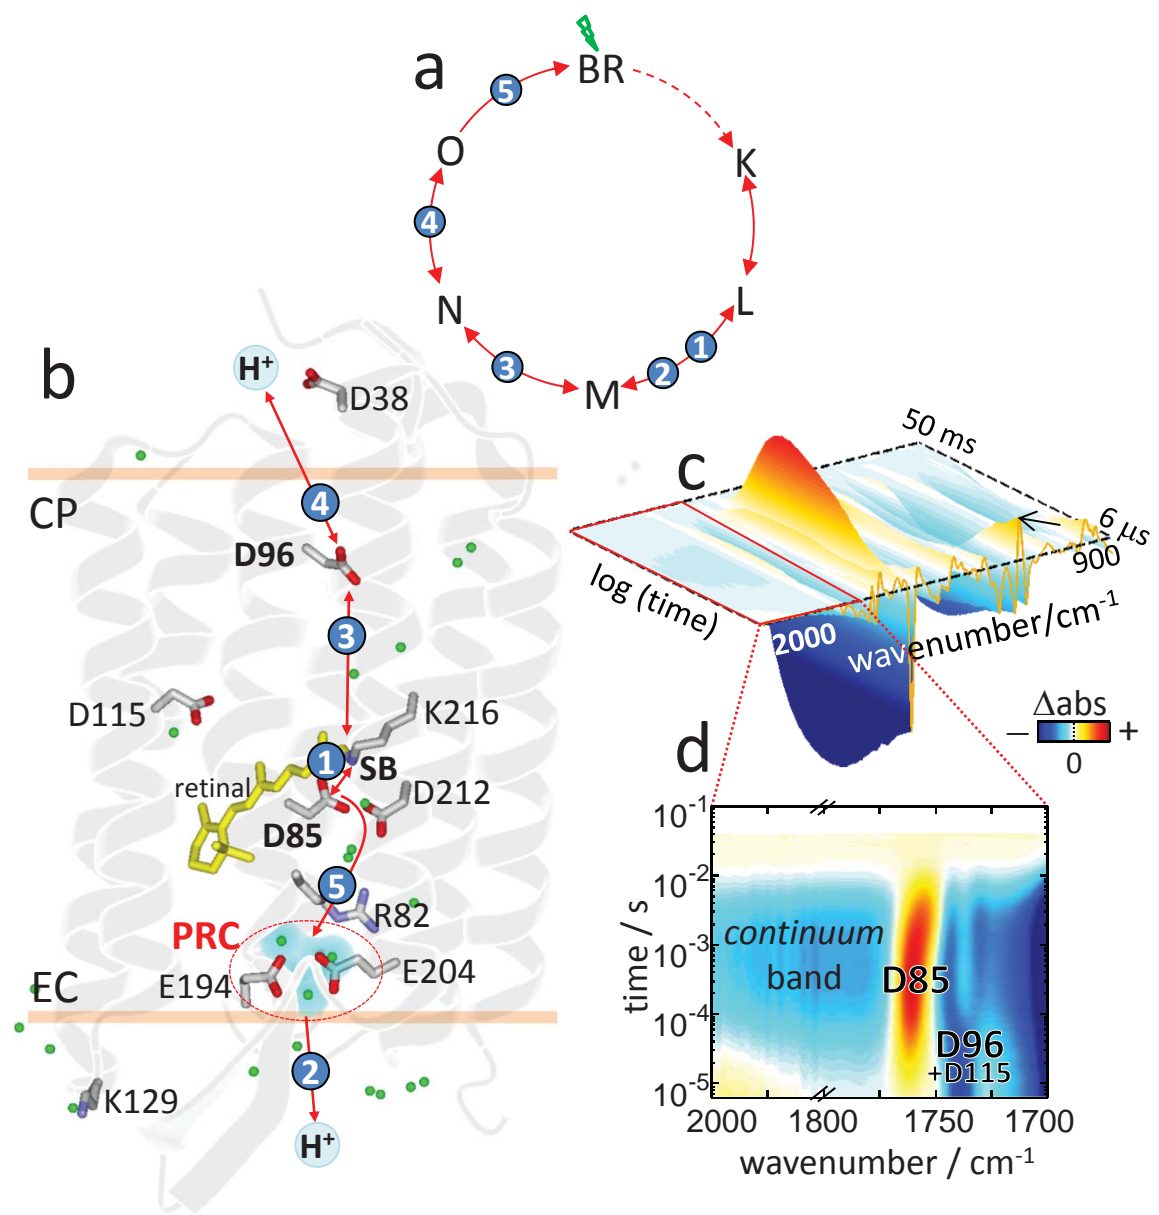 a
BR
5
O
K
4
N
L
3
2
1
M
b
H+
D38
CP
4
D96
3
D115
K216
1
SB
retinal
D212
D85
5
PRC
R82
EC
E194
E204
2
K129
H+
c
50 ms
6 µs
900
log (time)
2000
wavenumber/cm-1
Δabs
– +
0
d
10-1
10-2
10-3
10-4
10-5
time / s
continuum
band
D85
D96
+D115
2000 1800 1750 1700
wavenumber / cm-1